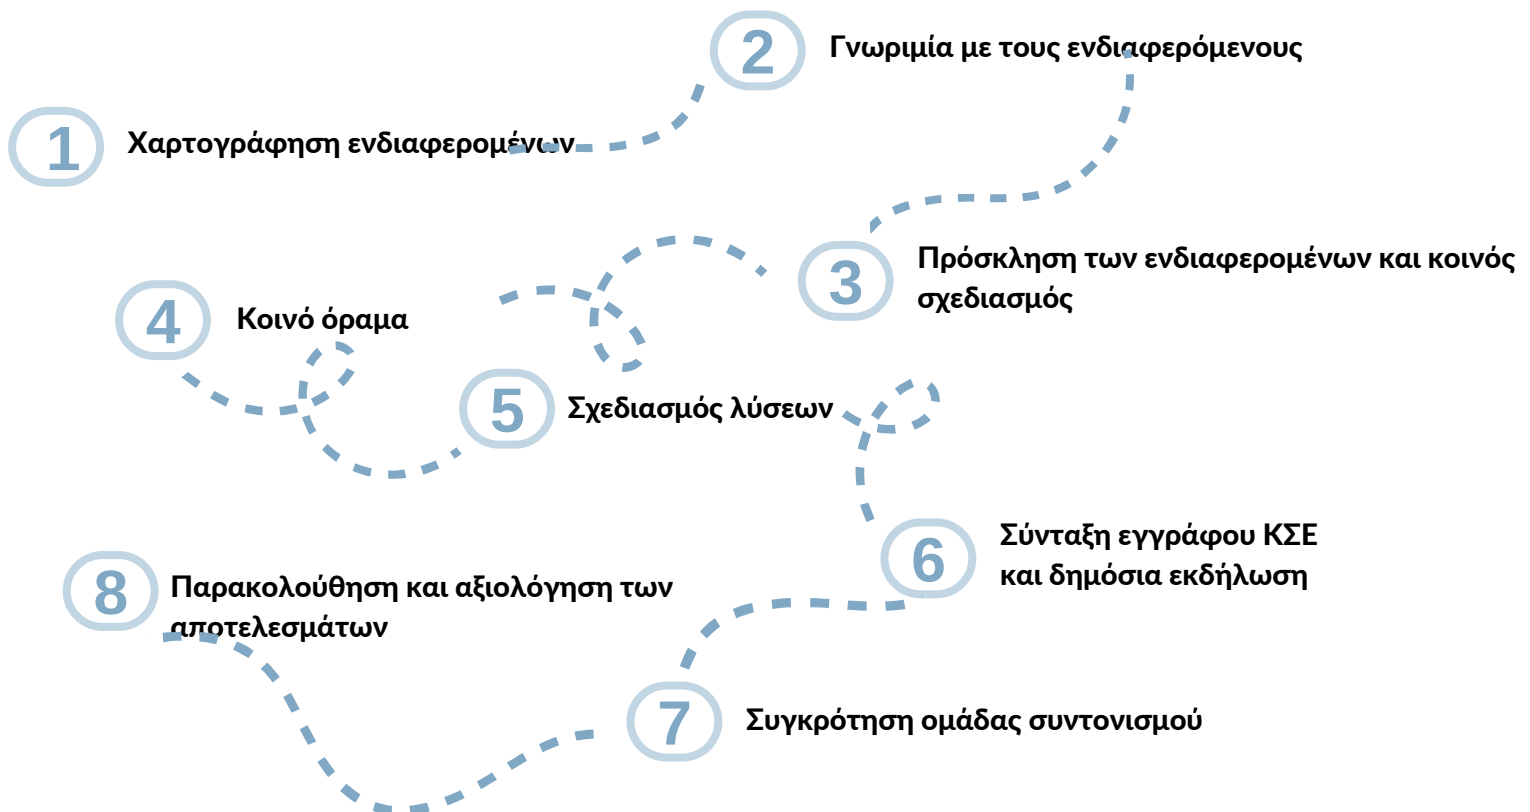 1 Χαρτογράφηση ενδιαφερομένων
2 Γνωριμία με τους ενδιαφερόμενους
3 Πρόσκληση των ενδιαφερομένων και κοινός
σχεδιασμός
4 Κοινό όραμα
5 Σχεδιασμός λύσεων
6 Σύνταξη εγγράφου ΚΣΕ
και δημόσια εκδήλωση
7 Συγκρότηση ομάδας συντονισμού
8 Παρακολούθηση και αξιολόγηση των
αποτελεσμάτων